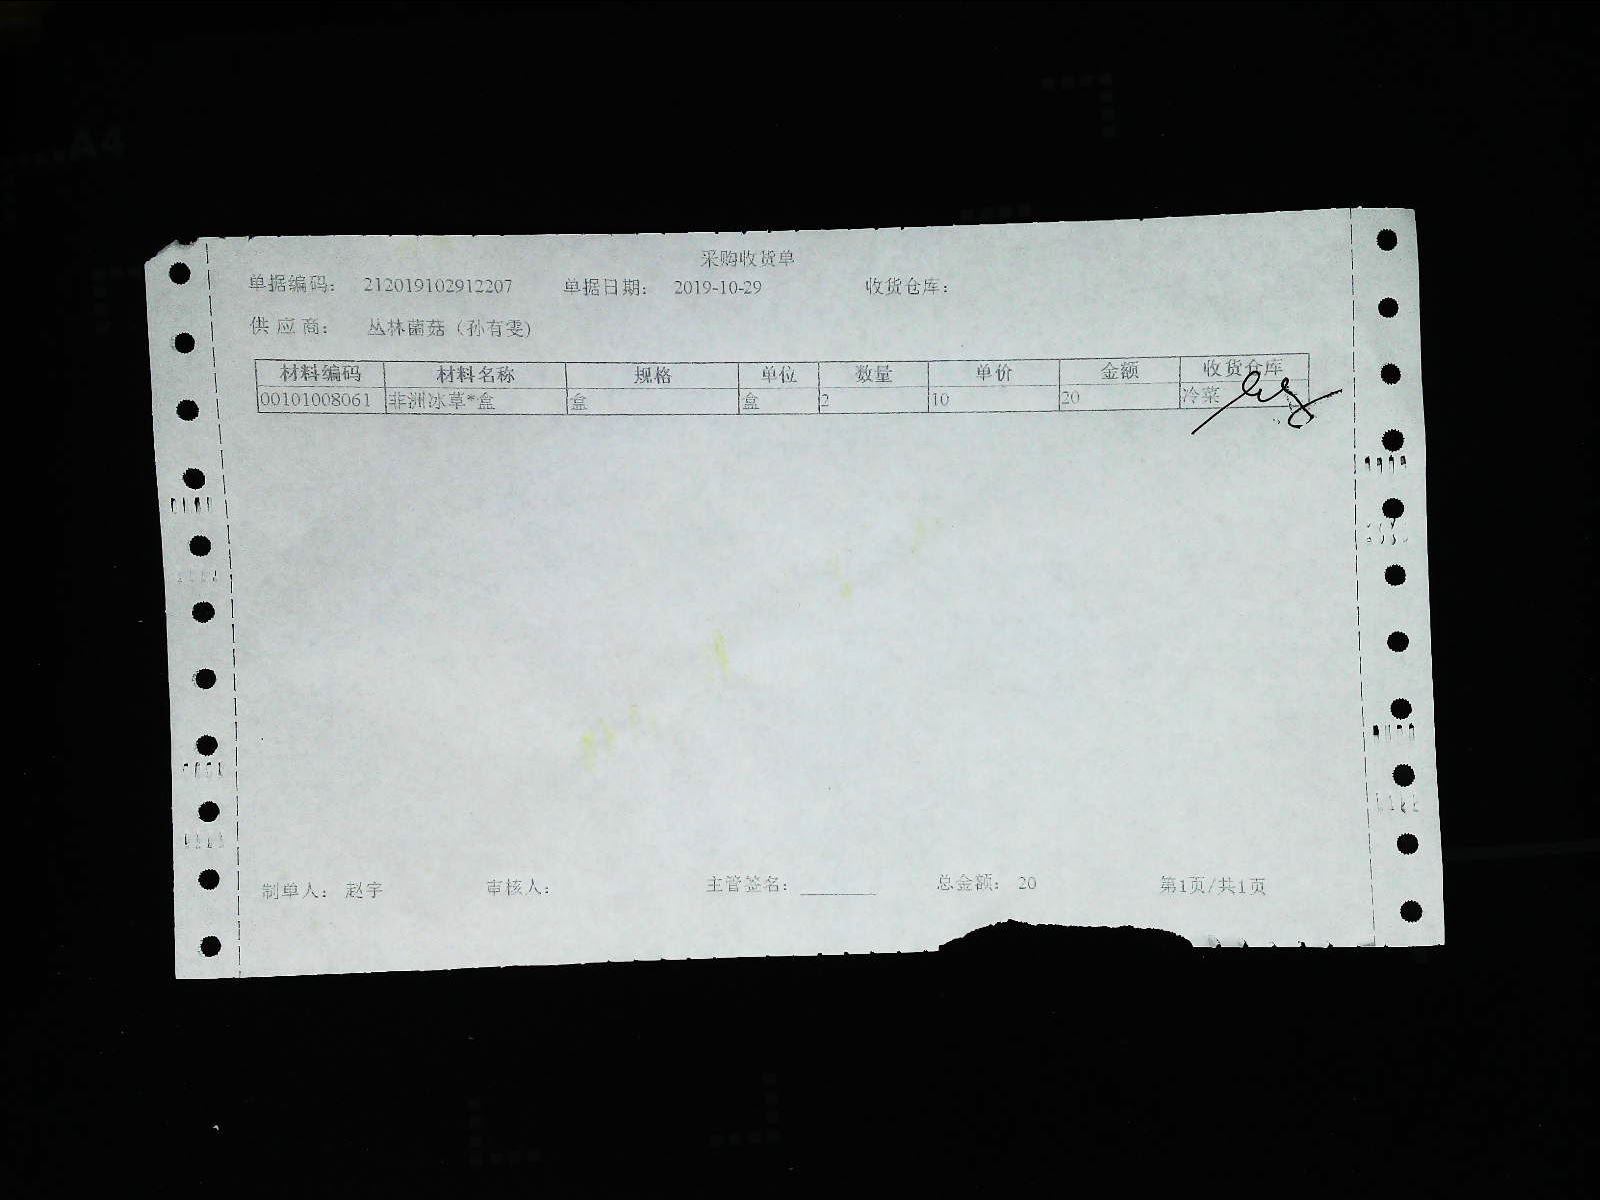 采购收货单
单据编码： 212019102912207 单据日期： 2019-10-29 收货仓库：
供 应 商： 丛林菌菇（孙有雯）
材料编码 材料名称 规格 单位 数量 单价 金额 收货仓库
00101008061 非洲冰草*盒 盒 盒 2 10 20 冷菜
制单人： 赵宇 审核人： 主管签名： ________ 总金额： 20 第1页/共1页